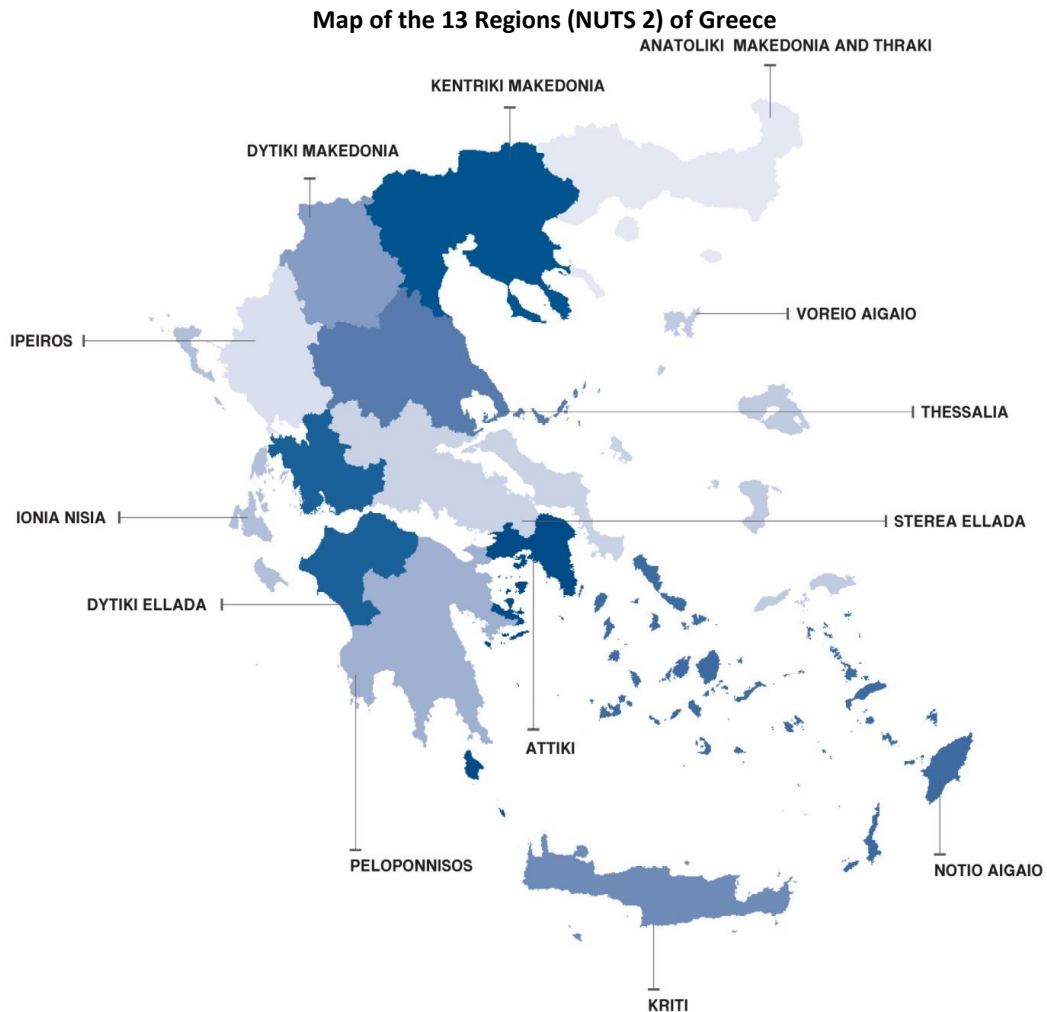 Map of the 13 Regions (NUTS 2) of Greece
ANATOLIKI MAKEDONIA AND THRAKI
KENTRIKI MAKEDONIA
DYTIKI MAKEDONIA
VOREIO AIGAIO
IPEIROS
THESSALIA
IONIA NISIA
STEREA ELLADA
DYTIKI ELLADA
ATTIKI
PELOPONNISOS
NOTIO AIGAIO
KRITI